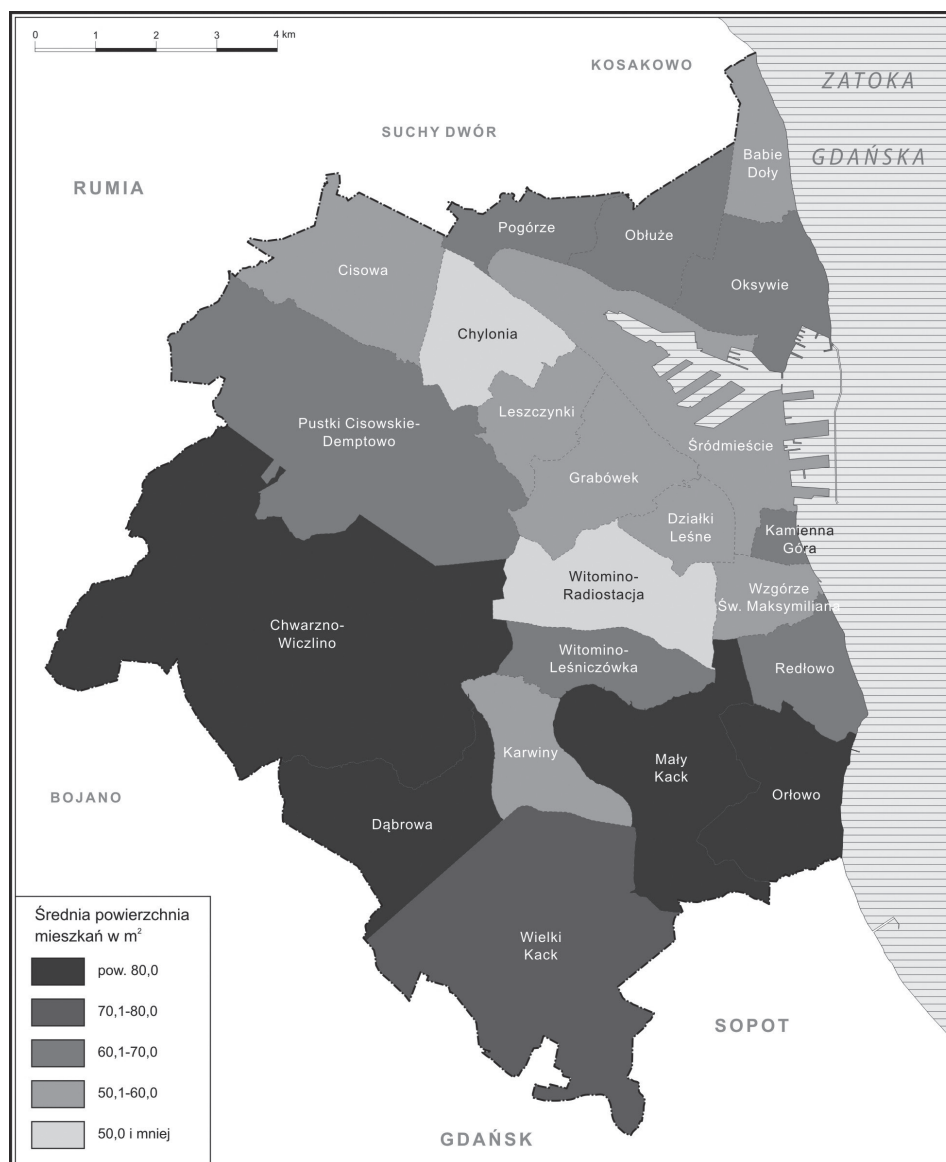 0 1 2 3 4 km
KOSAKOWO
ZATOKA
GDAŃSKA
SUCHY DWÓR
RUMIA
Babie
Doły
Pogórze
Obłuże
Oksywie
Cisowa
Chylonia
Leszczynki
Pustki Cisowskie-
Demptowo
Śródmieście
Grabówek
Działki
Leśne
Kamienna
Góra
Witomino-
Radiostacja
Wzgórze
Św. Maksymiliana
Chwarzno-
Wiczlino
Witomino-
Leśniczówka
Redłowo
Karwiny
Mały
Kack
Orłowo
BOJANO
Dąbrowa
Wielki
Kack
SOPOT
GDAŃSK
Średnia powierzchnia
mieszkań w m²
pow. 80,0
70,1-80,0
60,1-70,0
50,1-60,0
50,0 i mniej